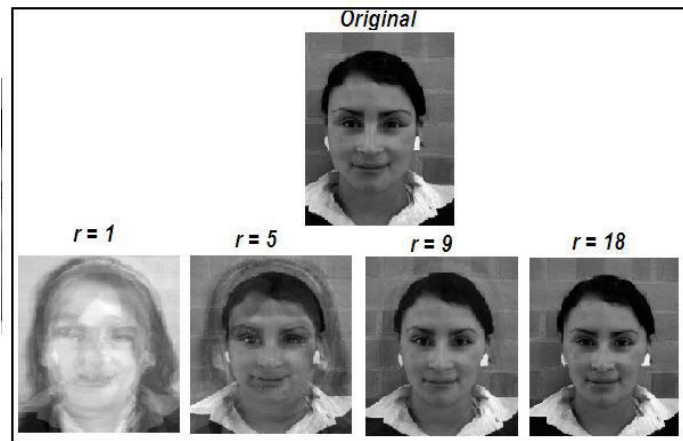 Original
r = 1
r = 5
r = 9
r = 18